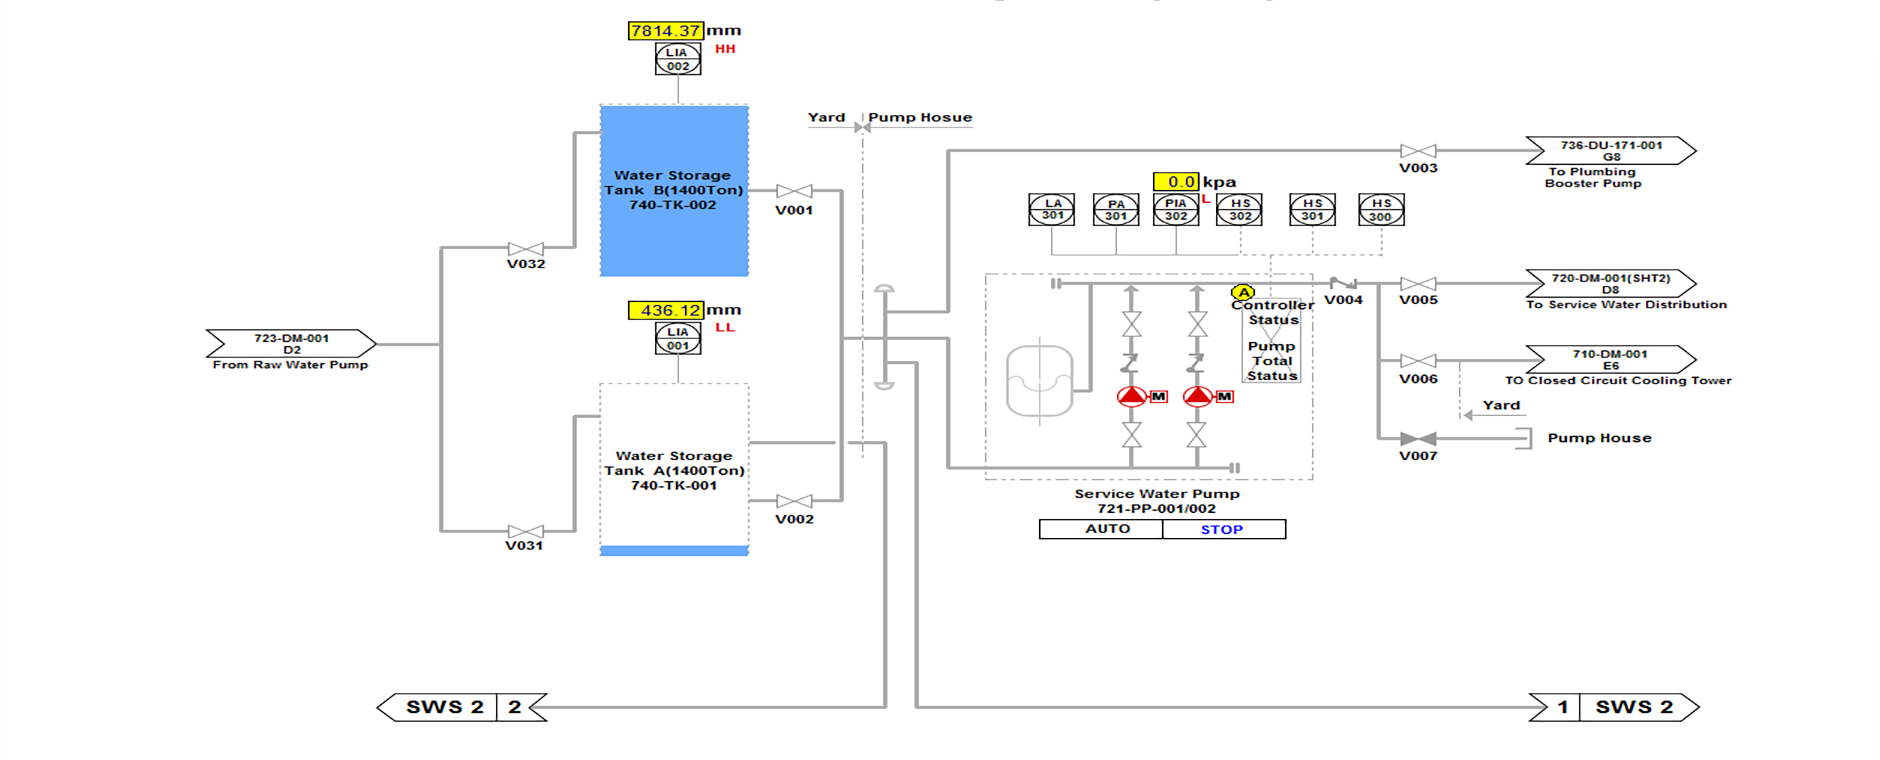 7814.37 mm
HH
LIA
002
Water Storage
Tank B(1400Ton)
740-TK-002
V001
V032
436.12 mm
LL
LIA
001
723-DM-001
D2
From Raw Water Pump
Water Storage
Tank A(1400Ton)
740-TK-001
V002
V031
Yard
Pump Hosue
V003
736-DU-171-001
G8
To Plumbing
Booster Pump
0.0 kpa
L
LA
301
PA
301
PIA
302
HS
302
HS
301
HS
300
A
Controller
Status
Pump
Total
Status
V004
V005
720-DM-001(SHT2)
D8
To Service Water Distribution
V006
710-DM-001
E6
TO Closed Circuit Cooling Tower
Yard
V007
Pump House
M
M
Service Water Pump
721-PP-001/002
AUTO
STOP
SWS 2
2
1
SWS 2